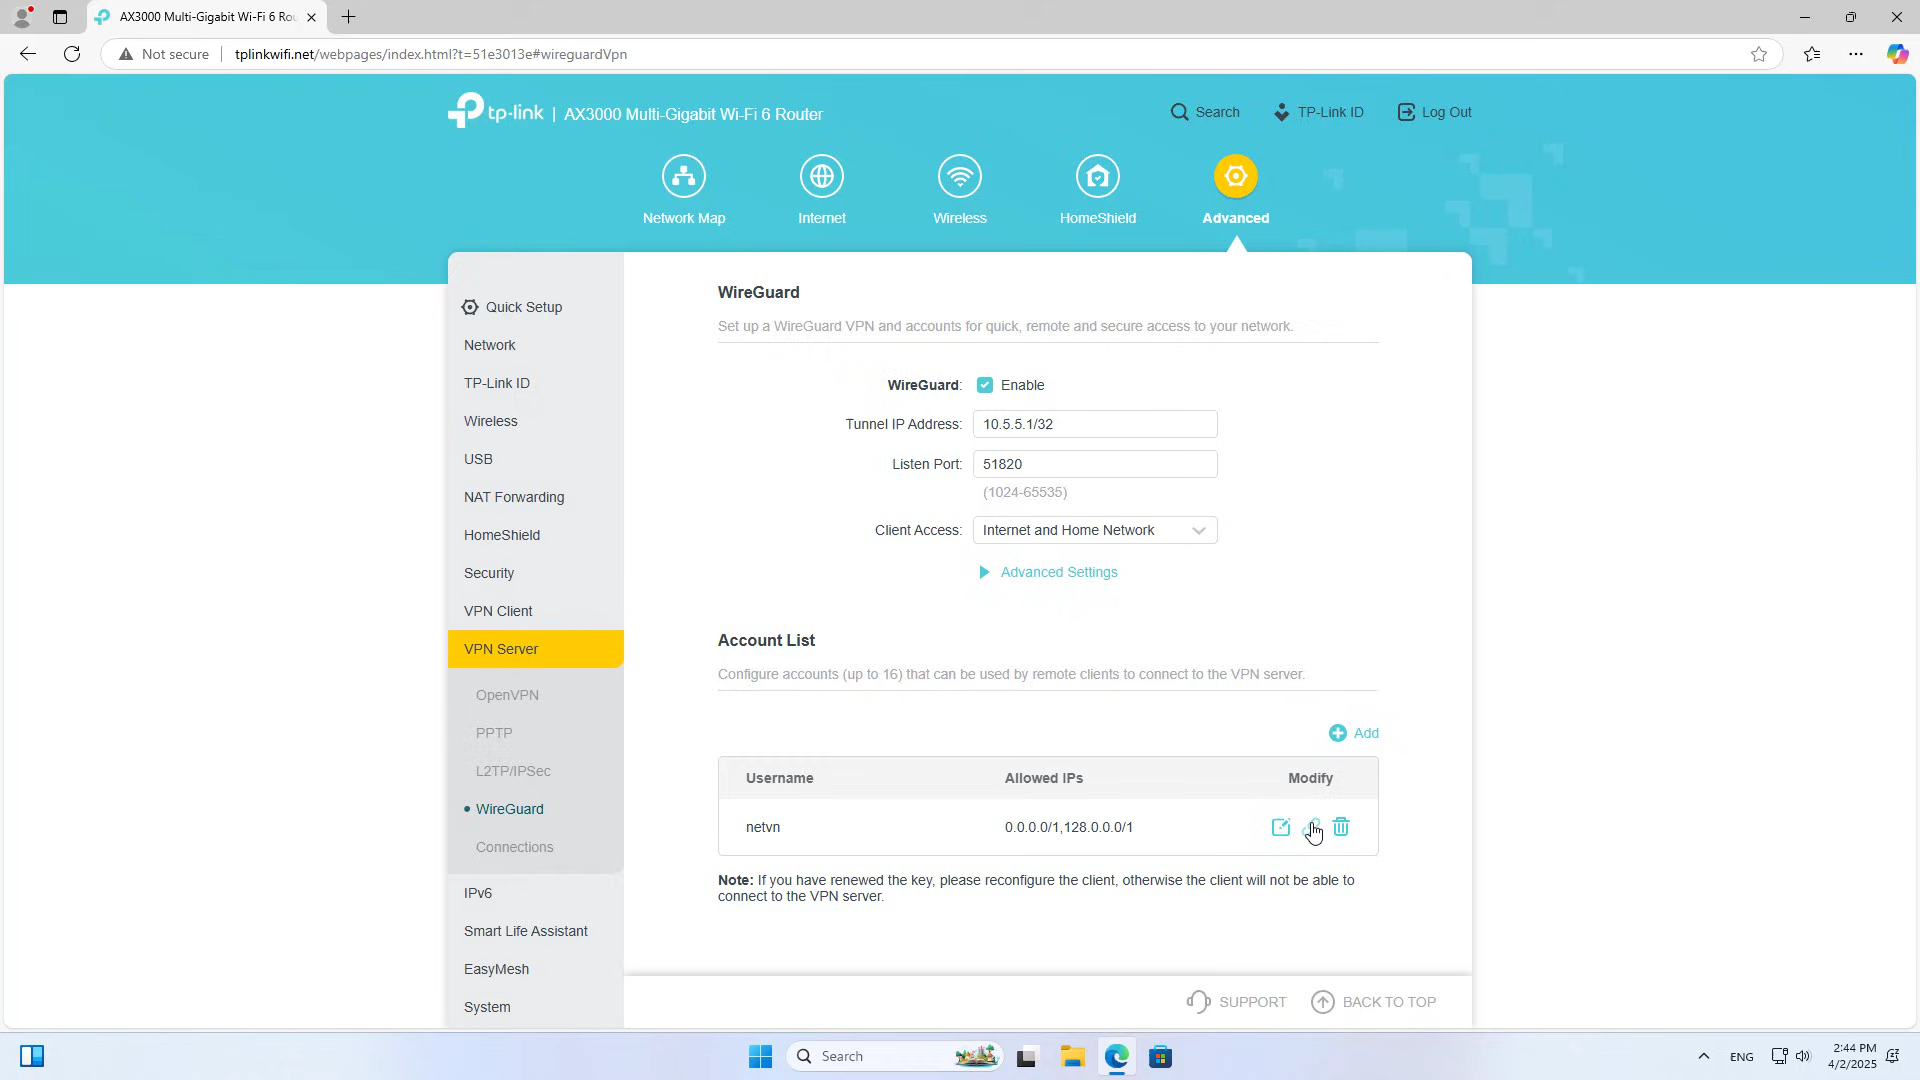 AX3000 Multi-Gigabit Wi-Fi 6 Rou
Not secure
tplinkwifi.net/webpages/index.html?t=51e3013e#wireguardVpn
tp-link | AX3000 Multi-Gigabit Wi-Fi 6 Router
Search
TP-Link ID
Log Out
Network Map
Internet
Wireless
HomeShield
Advanced
Quick Setup
Network
TP-Link ID
Wireless
USB
NAT Forwarding
HomeShield
Security
VPN Client
VPN Server
OpenVPN
PPTP
L2TP/IPSec
WireGuard
Connections
IPv6
Smart Life Assistant
EasyMesh
System
WireGuard
Set up a WireGuard VPN and accounts for quick, remote and secure access to your network.
WireGuard: Enable
Tunnel IP Address: 10.5.5.1/32
Listen Port: 51820
(1024-65535)
Client Access: Internet and Home Network
Advanced Settings
Account List
Configure accounts (up to 16) that can be used by remote clients to connect to the VPN server.
Add
Username Allowed IPs Modify
netvn 0.0.0.0/1,128.0.0.0/1
Note: If you have renewed the key, please reconfigure the client, otherwise the client will not be able to
connect to the VPN server.
SUPPORT
BACK TO TOP
Search
ENG
2:44 PM
4/2/2025